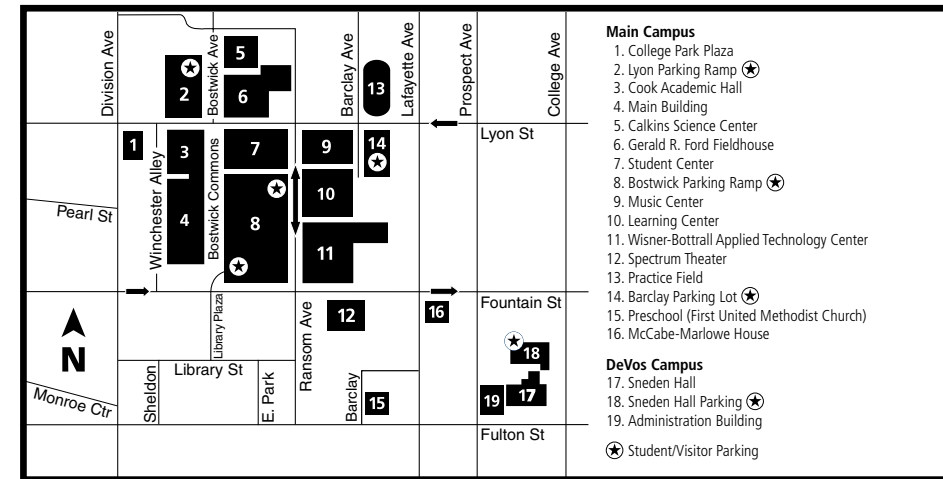 Division Ave
Bostwick Ave
Barclay Ave
Lafayette Ave
Prospect Ave
College Ave
5
2
6
13
Lyon St
1
3
7
9
14
Winchester Alley
Bostwick Commons
Pearl St
4
8
10
11
Fountain St
Library Plaza
Ransom Ave
12
16
N
18
Library St
Monroe Ctr
Sheldon
E. Park
Barclay
15
19
17
Fulton St
Main Campus
1. College Park Plaza
2. Lyon Parking Ramp
3. Cook Academic Hall
4. Main Building
5. Calkins Science Center
6. Gerald R. Ford Fieldhouse
7. Student Center
8. Bostwick Parking Ramp
9. Music Center
10. Learning Center
11. Wisner-Bottrall Applied Technology Center
12. Spectrum Theater
13. Practice Field
14. Barclay Parking Lot
15. Preschool (First United Methodist Church)
16. McCabe-Marlowe House
DeVos Campus
17. Sneden Hall
18. Sneden Hall Parking
19. Administration Building
Student/Visitor Parking